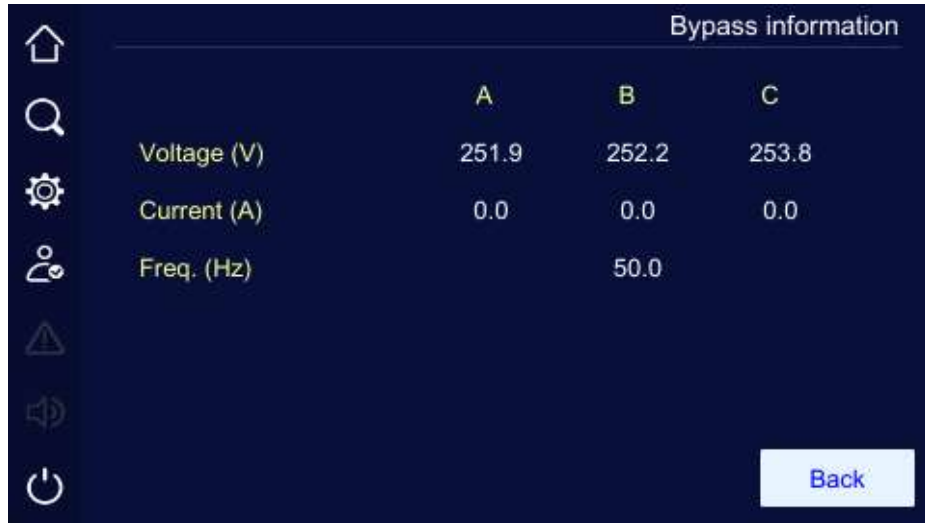 Bypass information
A B C
Voltage (V) 251.9 252.2 253.8
Current (A) 0.0 0.0 0.0
Freq. (Hz) 50.0
Back